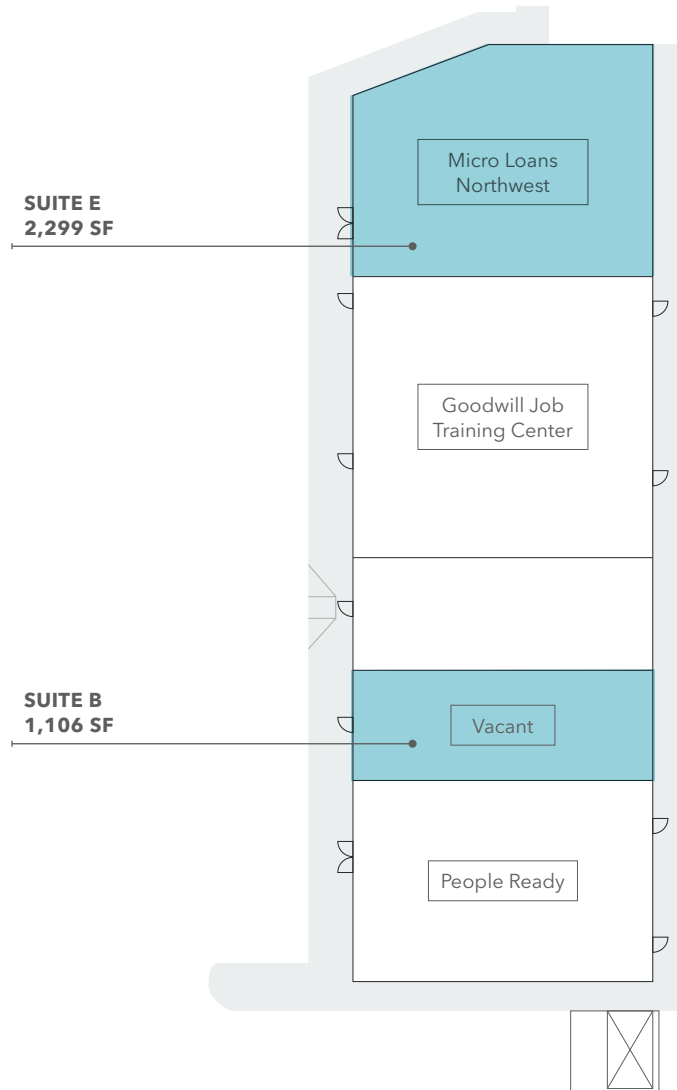 Micro Loans
Northwest
SUITE E
2,299 SF
Goodwill Job
Training Center
SUITE B
1,106 SF
Vacant
People Ready